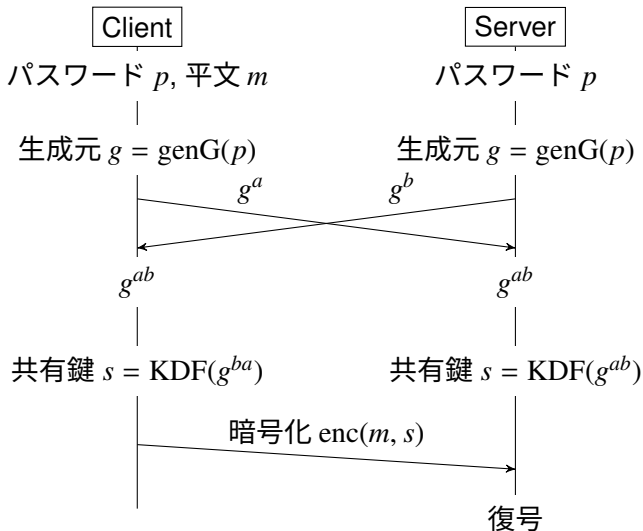 Client Server
パスワード p, 平文 m パスワード p
生成元 g = genG(p) 生成元 g = genG(p)
g^a g^b
g^{ab} g^{ab}
共有鍵 s = KDF(g^{ba}) 共有鍵 s = KDF(g^{ab})
暗号化 enc(m, s)
復号